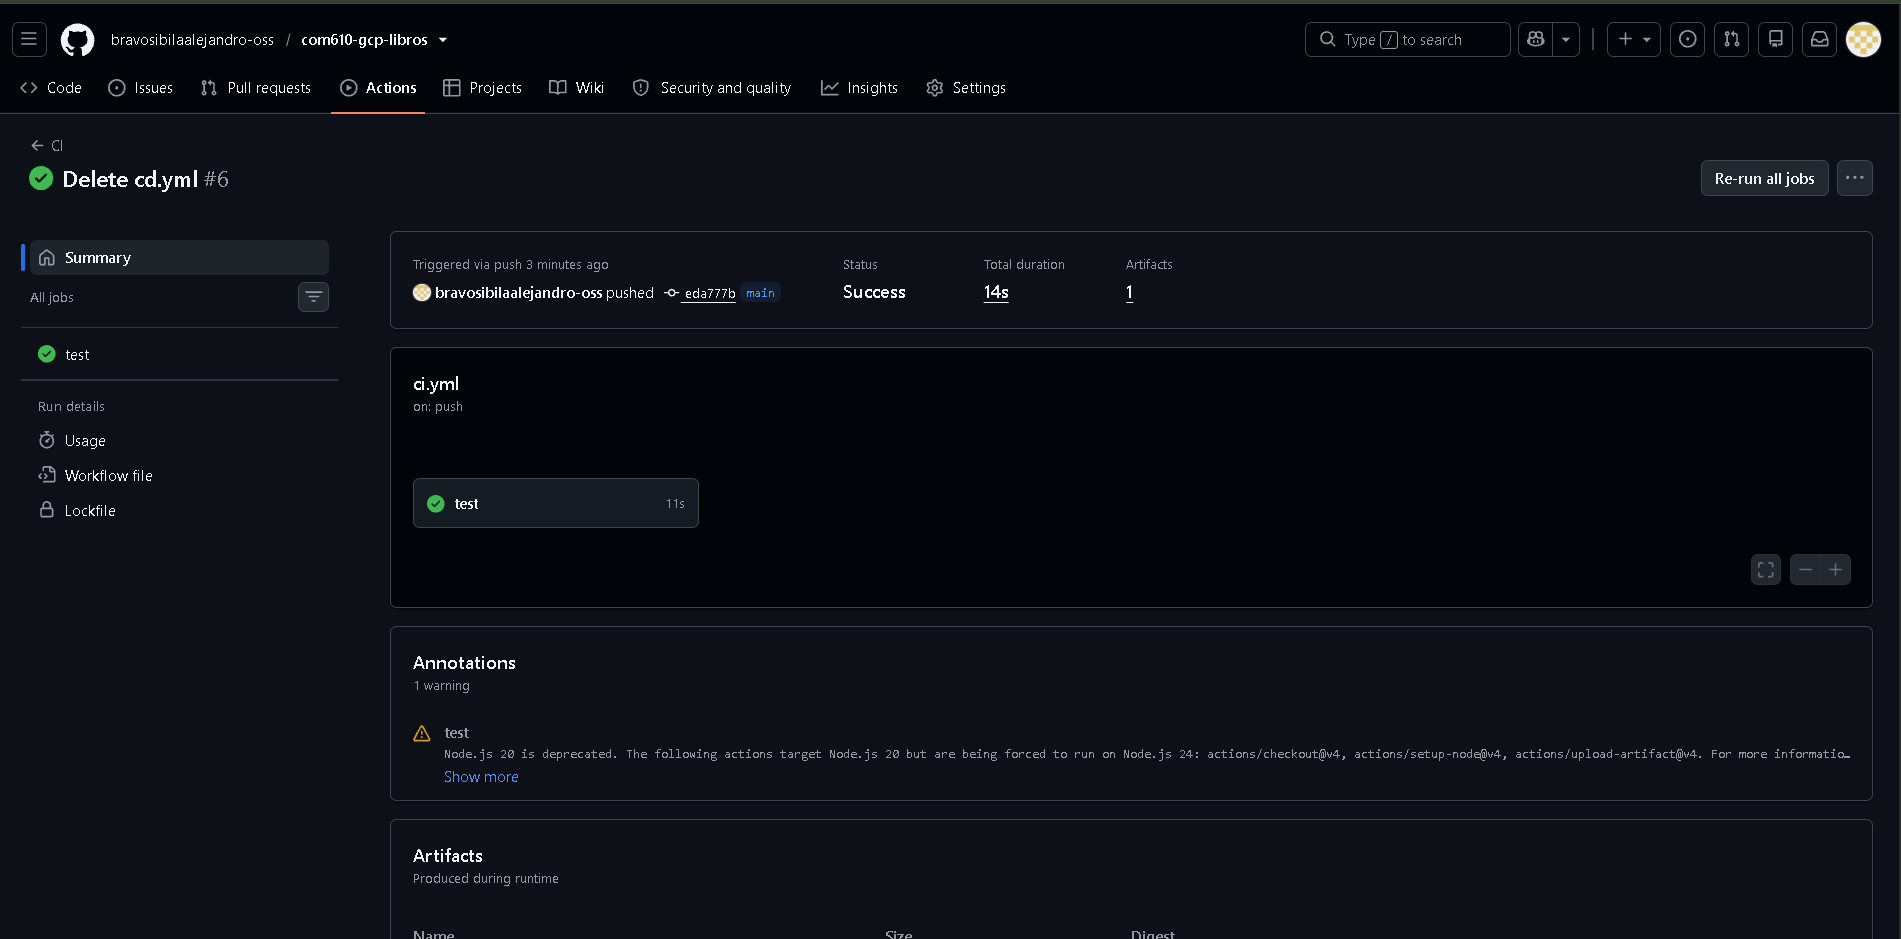 bravosibilaalejandro-oss / com610-gcp-libros
Type / to search
Code Issues Pull requests Actions Projects Wiki Security and quality Insights Settings
CI
Delete cd.yml #6
Re-run all jobs
Summary
All jobs
test
Run details
Usage
Workflow file
Lockfile
Triggered via push 3 minutes ago
bravosibilaalejandro-oss pushed eda777b main
Status
Success
Total duration
14s
Artifacts
1
ci.yml
on: push
test 11s
Annotations
1 warning
test
Node.js 20 is deprecated. The following actions target Node.js 20 but are being forced to run on Node.js 24: actions/checkout@v4, actions/setup-node@v4, actions/upload-artifact@v4. For more informatio…
Show more
Artifacts
Produced during runtime
Name Size Digest